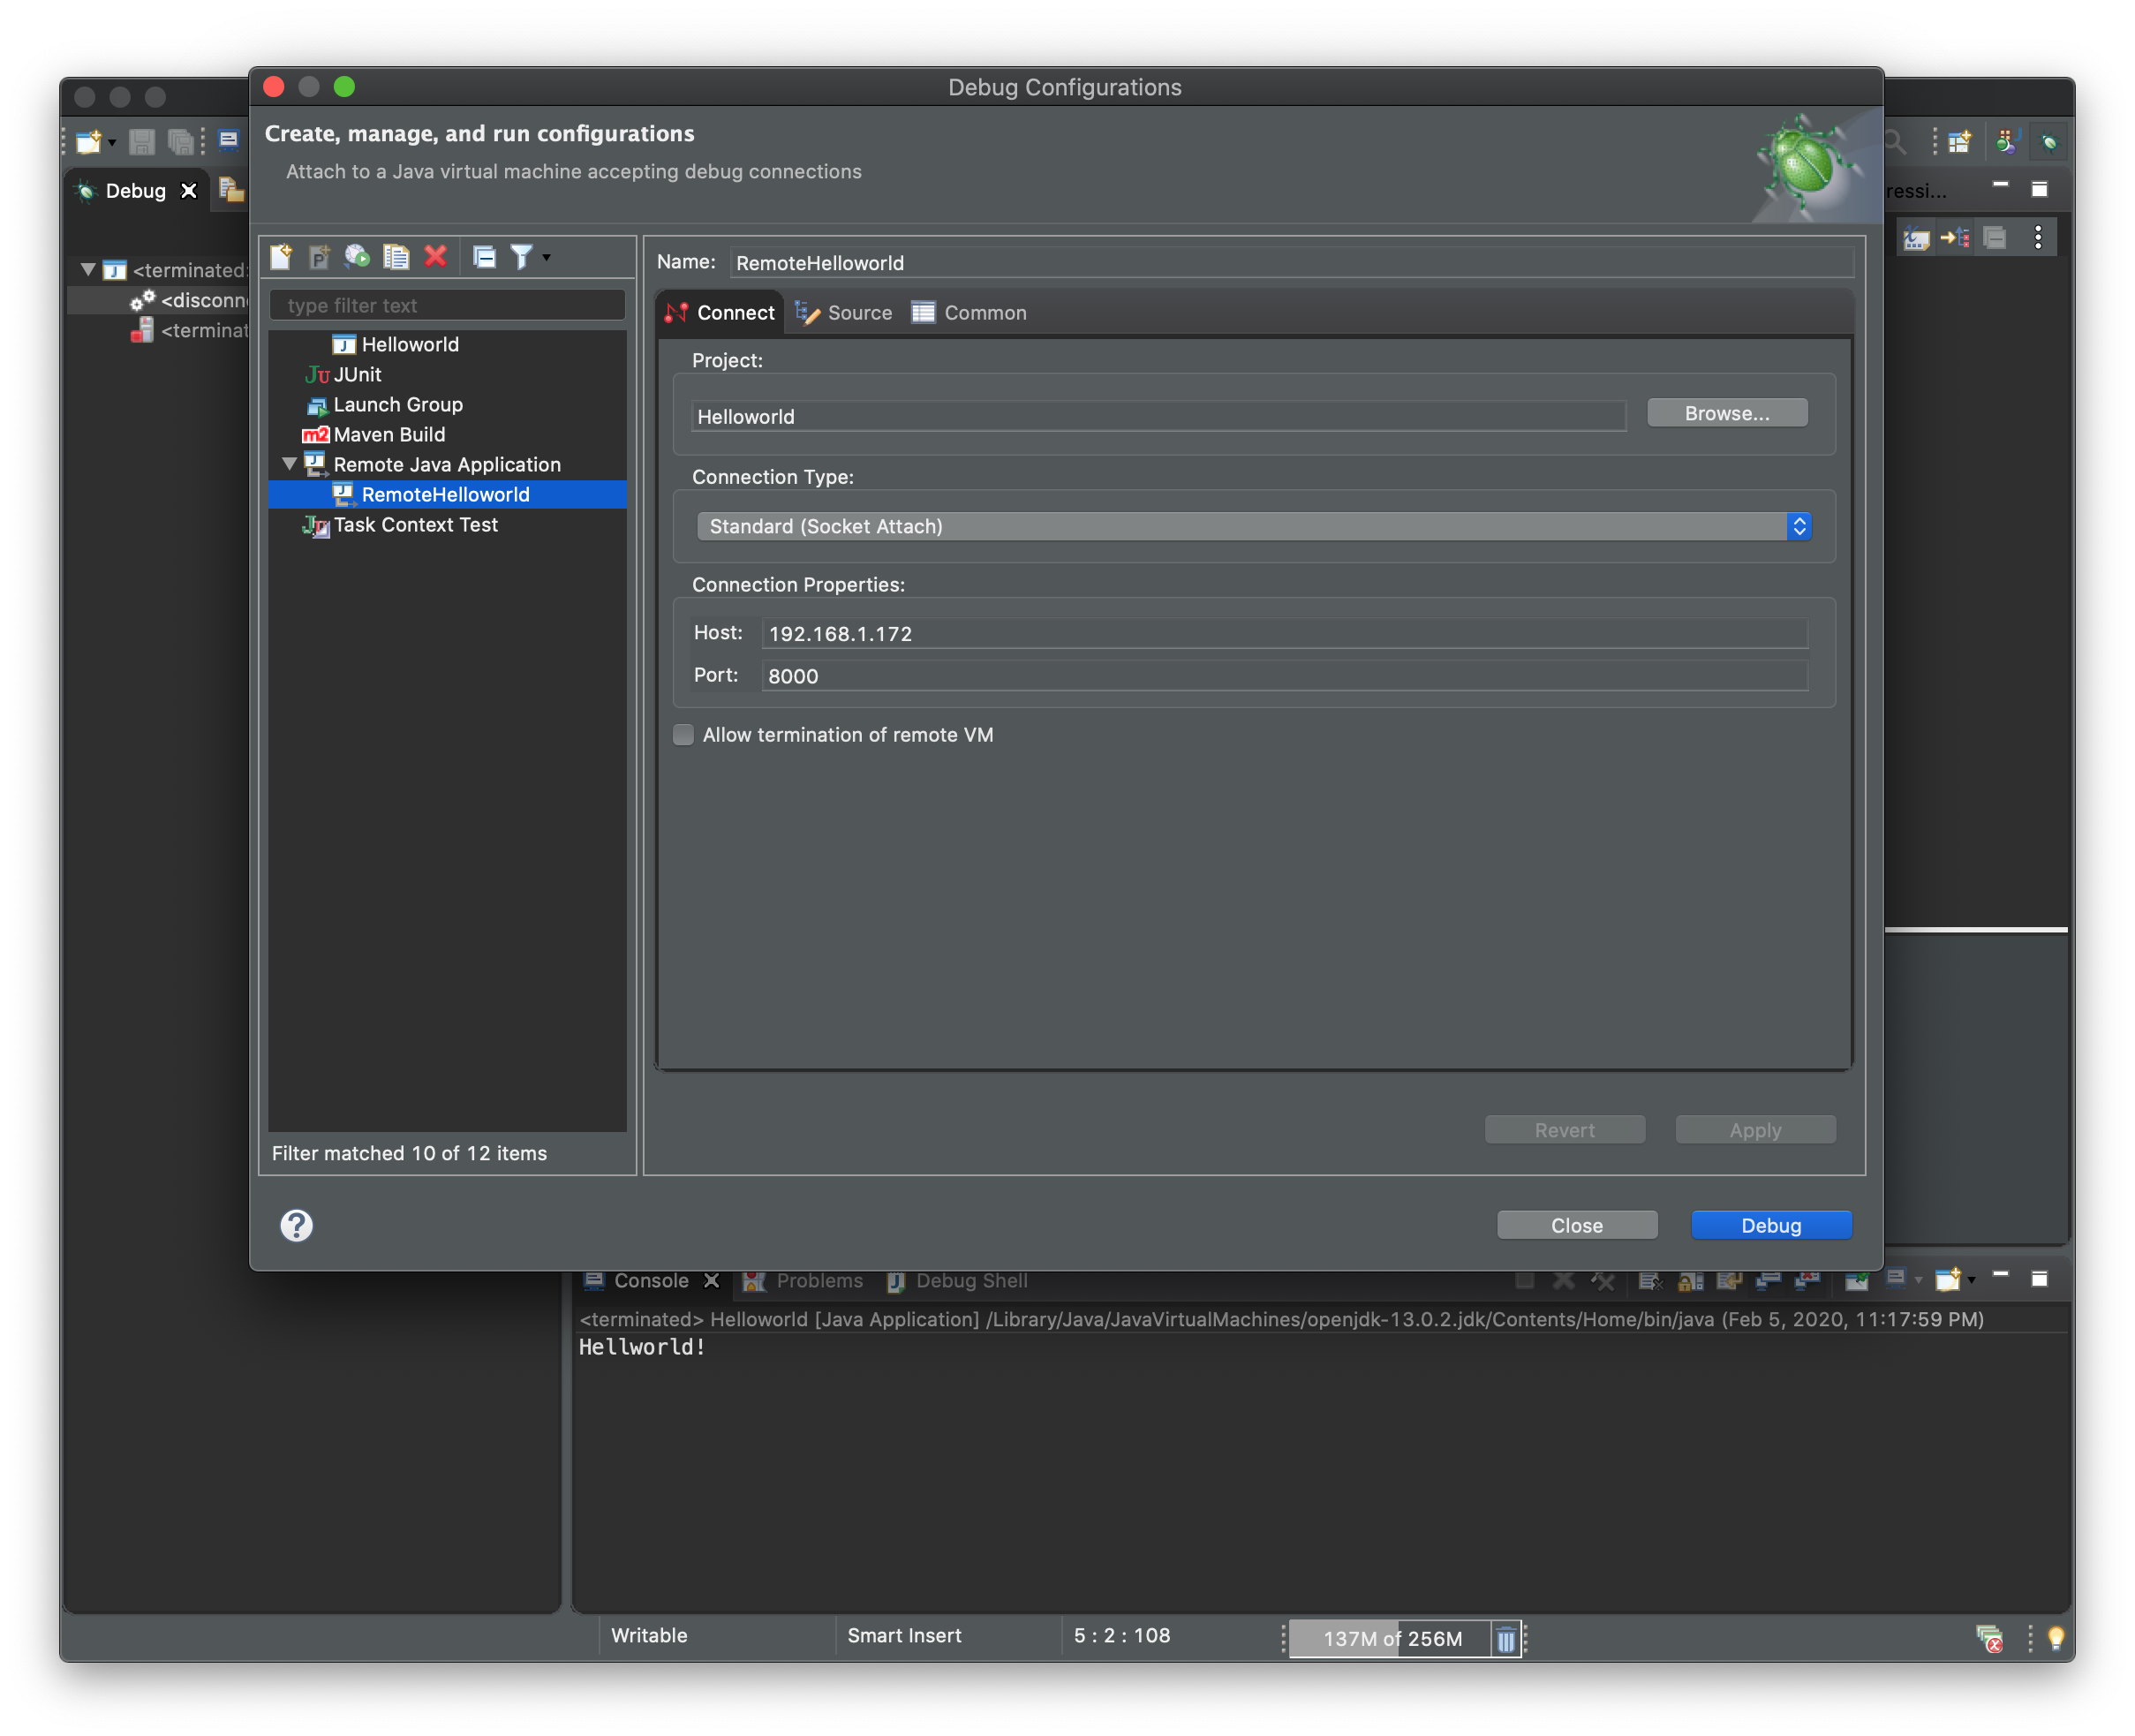 Debug Configurations
Create, manage, and run configurations
Attach to a Java virtual machine accepting debug connections
Debug
ressi...
<terminated>
<disconne
<terminat
type filter text
Helloworld
JUnit
Launch Group
Maven Build
Remote Java Application
RemoteHelloworld
Task Context Test
Filter matched 10 of 12 items
Name: RemoteHelloworld
Connect Source Common
Project:
Helloworld Browse...
Connection Type:
Standard (Socket Attach)
Connection Properties:
Host: 192.168.1.172
Port: 8000
Allow termination of remote VM
Revert Apply
Close Debug
Console Problems Debug Shell
<terminated> Helloworld [Java Application] /Library/Java/JavaVirtualMachines/openjdk-13.0.2.jdk/Contents/Home/bin/java (Feb 5, 2020, 11:17:59 PM)
Hellworld!
Writable Smart Insert 5 : 2 : 108 137M of 256M